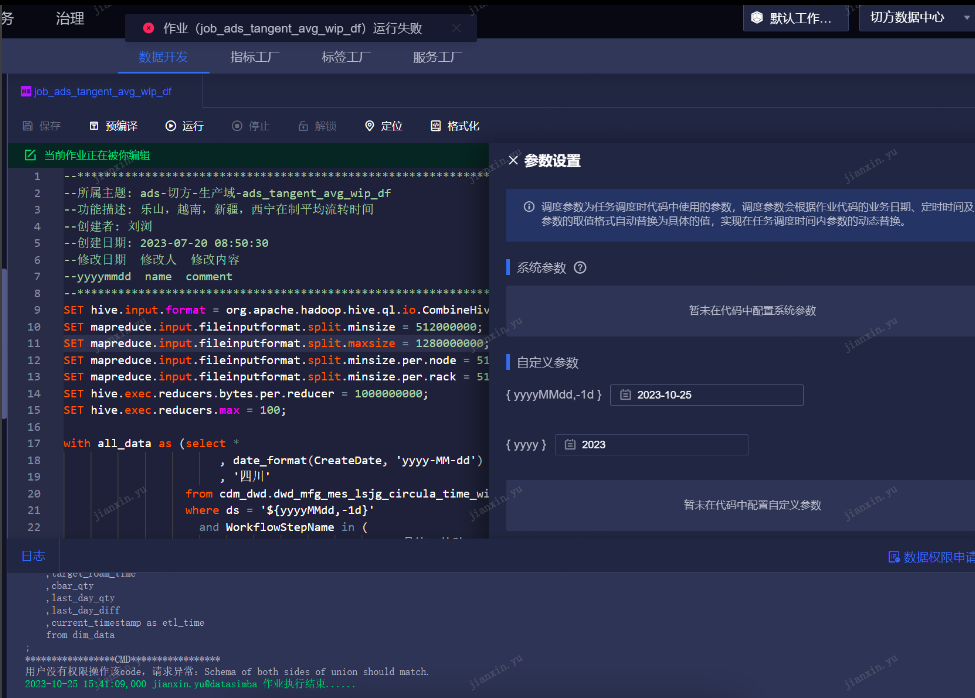 务 治理
作业（job_ads_tangent_avg_wip_df）运行失败
默认工作... 切方数据中心
数据开发 指标工厂 标签工厂 服务工厂
job_ads_tangent_avg_wip_df
保存 预编译 运行 停止 解锁 定位 格式化
当前作业正在被你编辑
1 --***************************************************************
2 --所属主题: ads-切方-生产域-ads_tangent_avg_wip_df
3 --功能描述: 乐山，越南，新疆，西宁在制平均流转时间
4 --创建者: 刘浏
5 --创建日期: 2023-07-20 08:50:30
6 --修改日期 修改人 修改内容
7 --yyyymmdd name comment
8 --***************************************************************
9 SET hive.input.format = org.apache.hadoop.hive.ql.io.CombineHiv
10 SET mapreduce.input.fileinputformat.split.minsize = 512000000;
11 SET mapreduce.input.fileinputformat.split.maxsize = 1280000000;
12 SET mapreduce.input.fileinputformat.split.minsize.per.node = 51
13 SET mapreduce.input.fileinputformat.split.minsize.per.rack = 51
14 SET hive.exec.reducers.bytes.per.reducer = 1000000000;
15 SET hive.exec.reducers.max = 100;
16
17 with all_data as (select *
18 , date_format(CreateDate, 'yyyy-MM-dd')
19 , '四川'
20 from cdm_dwd.dwd_mfg_mes_lsjg_circula_time_wi
21 where ds = '${yyyyMMdd,-1d}'
22 and WorkflowStepName in (
参数设置
调度参数为任务调度时代码中使用的参数，调度参数会根据作业代码的业务日期、定时时间及
参数的取值格式自动替换为具体的值，实现在任务调度时间内参数的动态替换。
系统参数
暂未在代码中配置系统参数
自定义参数
{ yyyyMMdd,-1d } 2023-10-25
{ yyyy } 2023
暂未在代码中配置自定义参数
日志 数据权限申请
,target_roam_time
,cbar_qty
,last_day_qty
,last_day_diff
,current_timestamp as etl_time
from dim_data
;
*****************CMD*****************
用户没有权限操作该code, 请求异常: Schema of both sides of union should match.
2023-10-25 15:41:09,000 jianxin.yu@datasimba 作业执行结束......
jianxin.yu
jianxin.yu
jianxin.yu
jianxin.yu
jianxin.yu
jianxin.yu
jianxin.yu
jianxin.yu